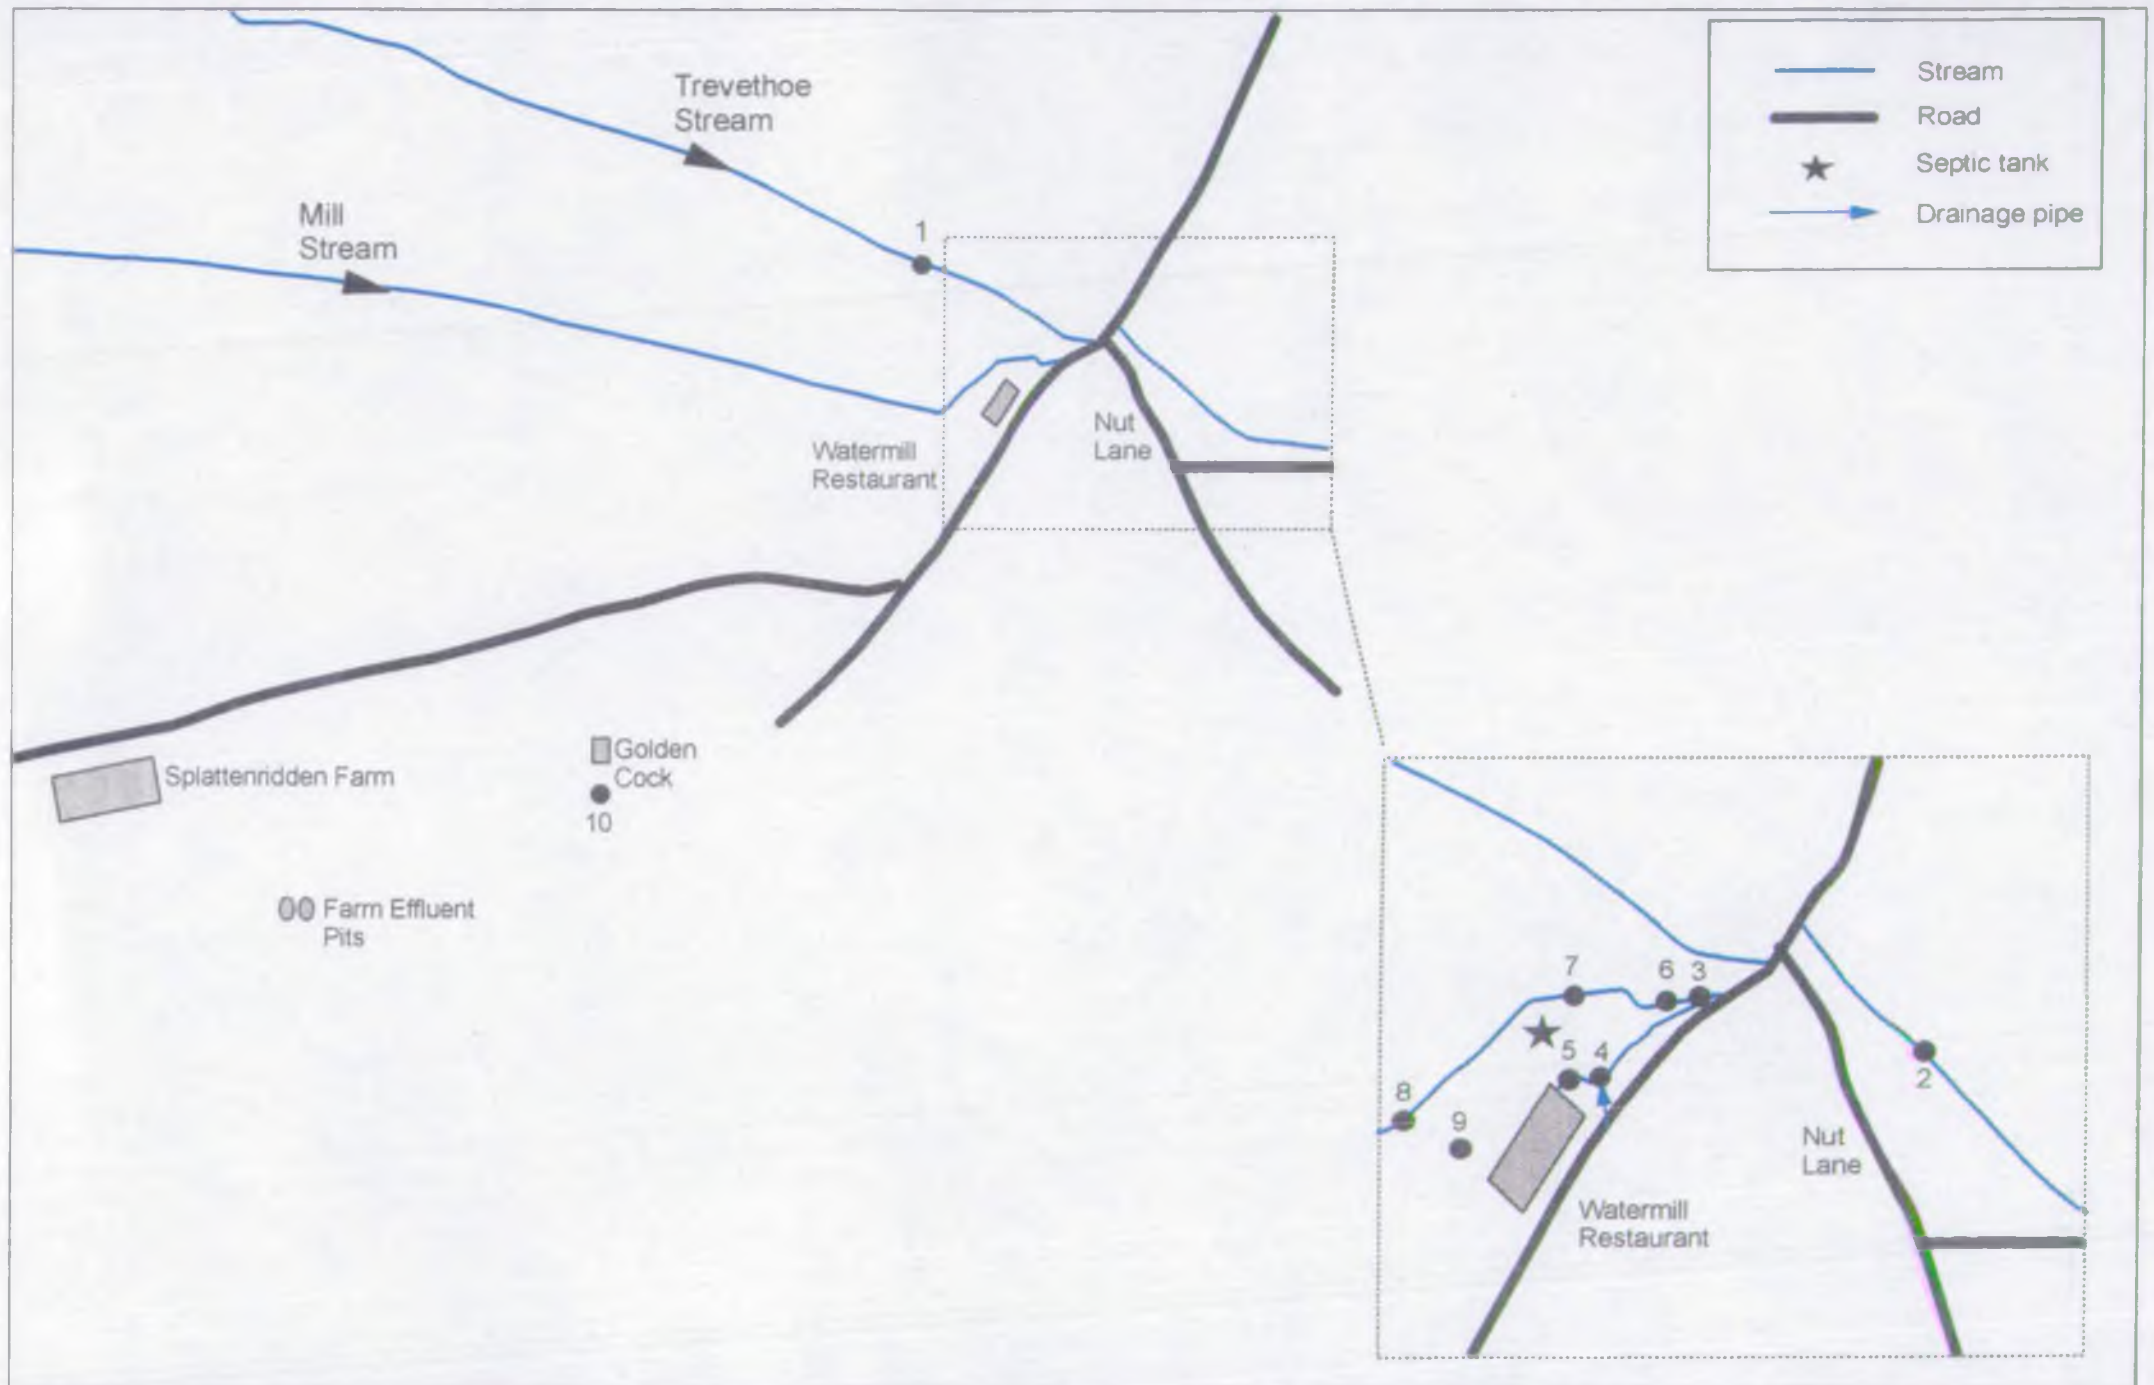 Trevethoe
Stream
Mill
Stream
1
Watermill
Restaurant
Nut
Lane
Stream
Road
Septic tank
Drainage pipe
Splattenridden Farm
Golden
Cock
10
Farm Effluent
Pits
7
6
3
5
4
8
9
2
Nut
Lane
Watermill
Restaurant